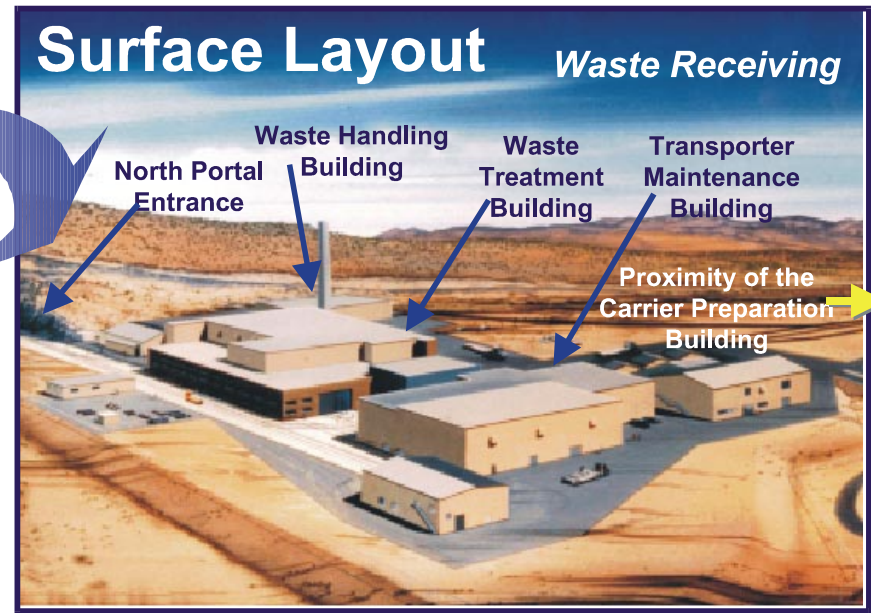 Surface Layout
Waste Receiving
North Portal
Entrance
Waste Handling
Building
Waste
Treatment
Building
Transporter
Maintenance
Building
Proximity of the
Carrier Preparation
Building